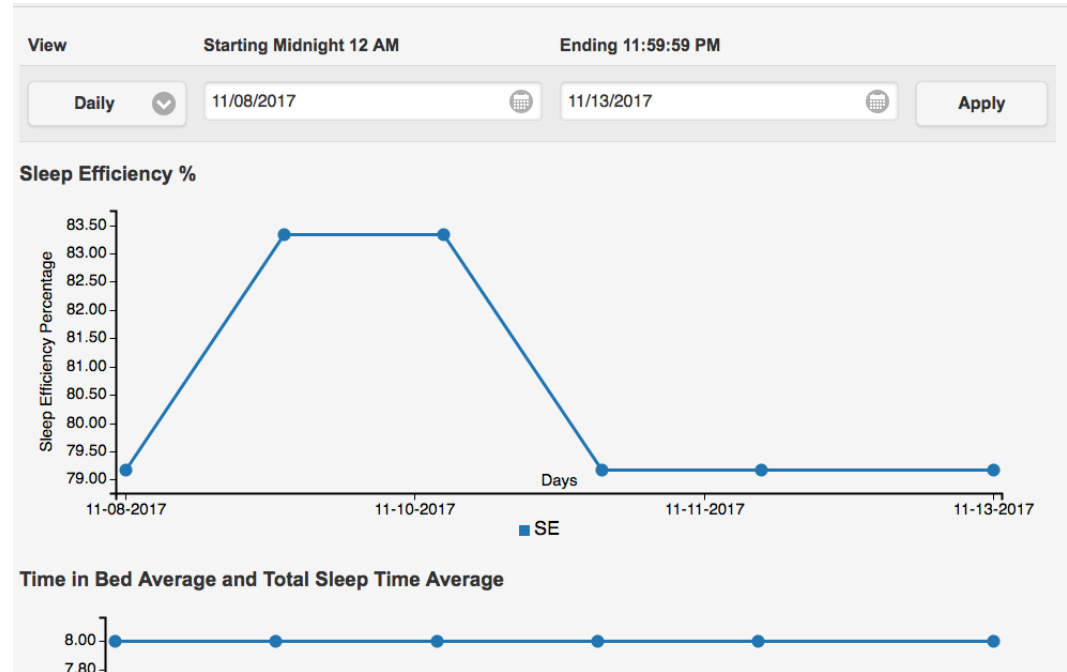 View Starting Midnight 12 AM Ending 11:59:59 PM
Daily 11/08/2017 11/13/2017 Apply
Sleep Efficiency %
Sleep Efficiency Percentage
83.50
83.00
82.50
82.00
81.50
81.00
80.50
80.00
79.50
79.00
Days
11-08-2017 11-10-2017 11-11-2017 11-13-2017
SE
Time in Bed Average and Total Sleep Time Average
8.00
7.80